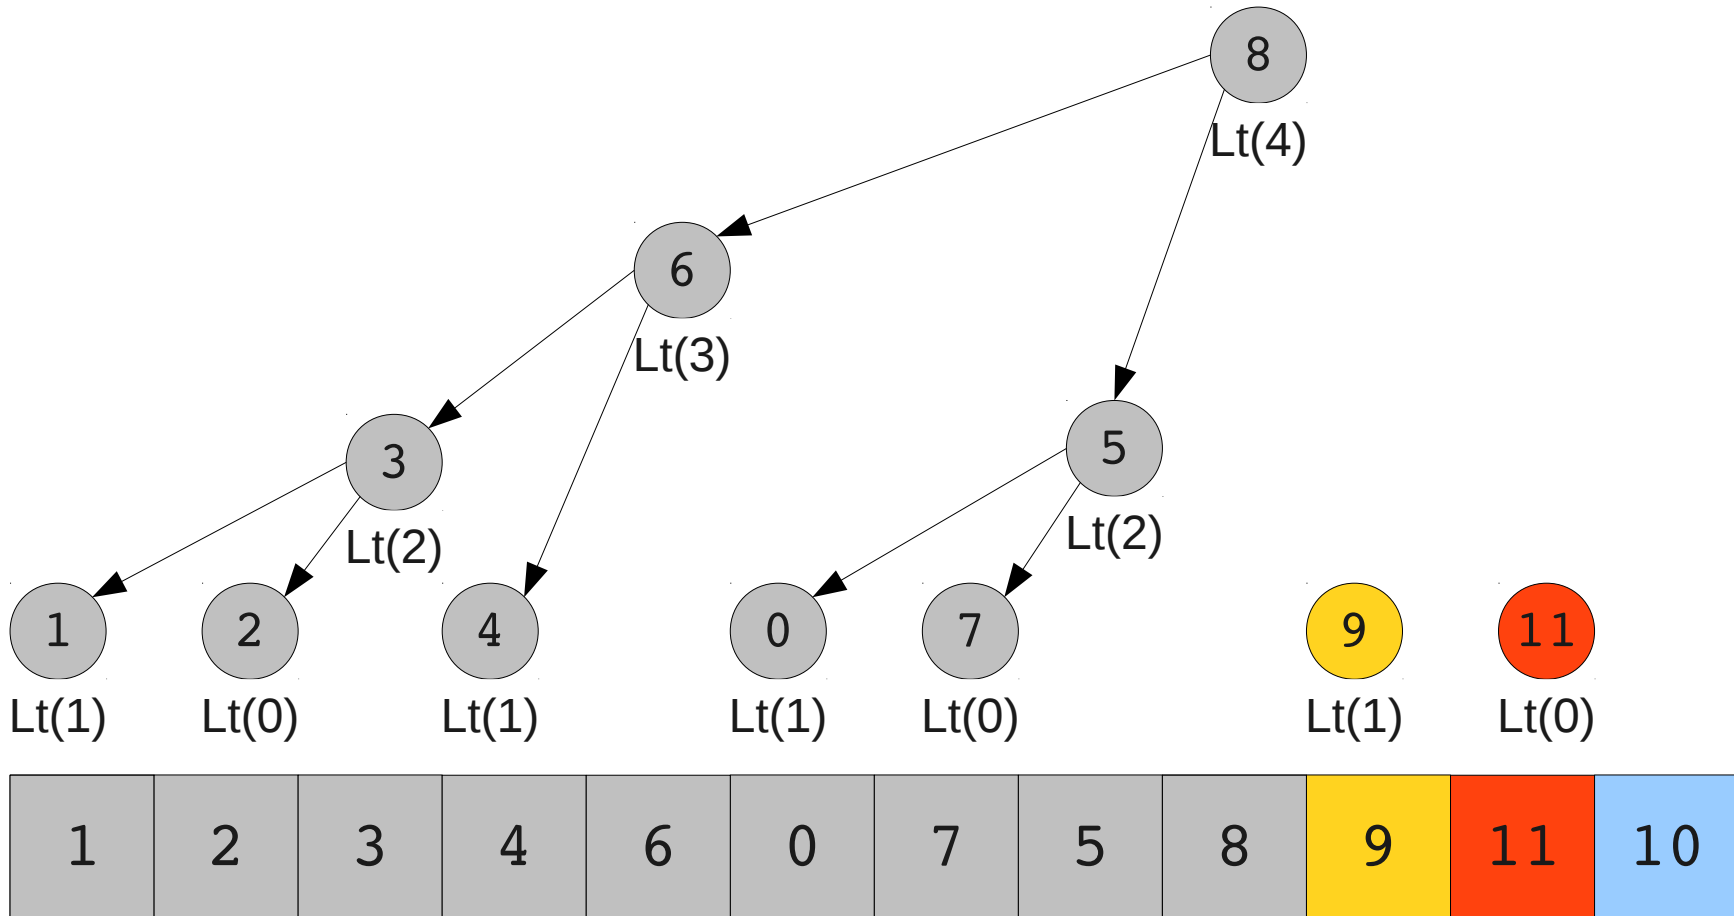 8
Lt(4)
6
Lt(3)
3
5
Lt(2)
Lt(2)
1 2 4 0 7 9 11
Lt(1) Lt(0) Lt(1) Lt(1) Lt(0) Lt(1) Lt(0)
1 2 3 4 6 0 7 5 8 9 11 10